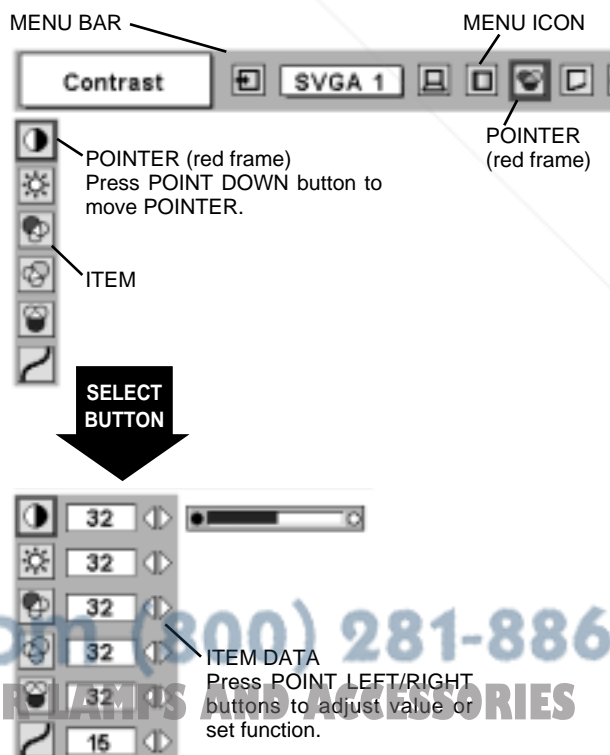 MENU BAR
MENU ICON
Contrast
SVGA 1
POINTER
(red frame)
POINTER (red frame)
Press POINT DOWN button to
move POINTER.
ITEM
SELECT
BUTTON
32
32
32
32
32
15
ITEM DATA
Press POINT LEFT/RIGHT
buttons to adjust value or
set function.
om (800) 281-886
R LAMPS AND ACCESSORIES